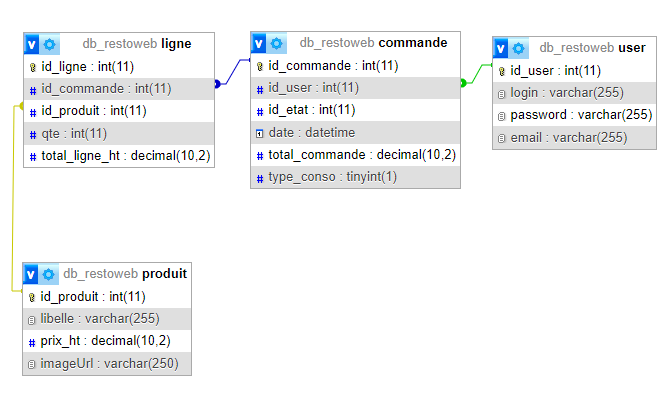 v db_restoweb ligne
id_ligne : int(11)
# id_commande : int(11)
# id_produit : int(11)
# qte : int(11)
# total_ligne_ht : decimal(10,2)
v db_restoweb commande
id_commande : int(11)
# id_user : int(11)
# id_etat : int(11)
date : datetime
# total_commande : decimal(10,2)
# type_conso : tinyint(1)
v db_restoweb user
id_user : int(11)
login : varchar(255)
password : varchar(255)
email : varchar(255)
v db_restoweb produit
id_produit : int(11)
libelle : varchar(255)
# prix_ht : decimal(10,2)
imageUrl : varchar(250)